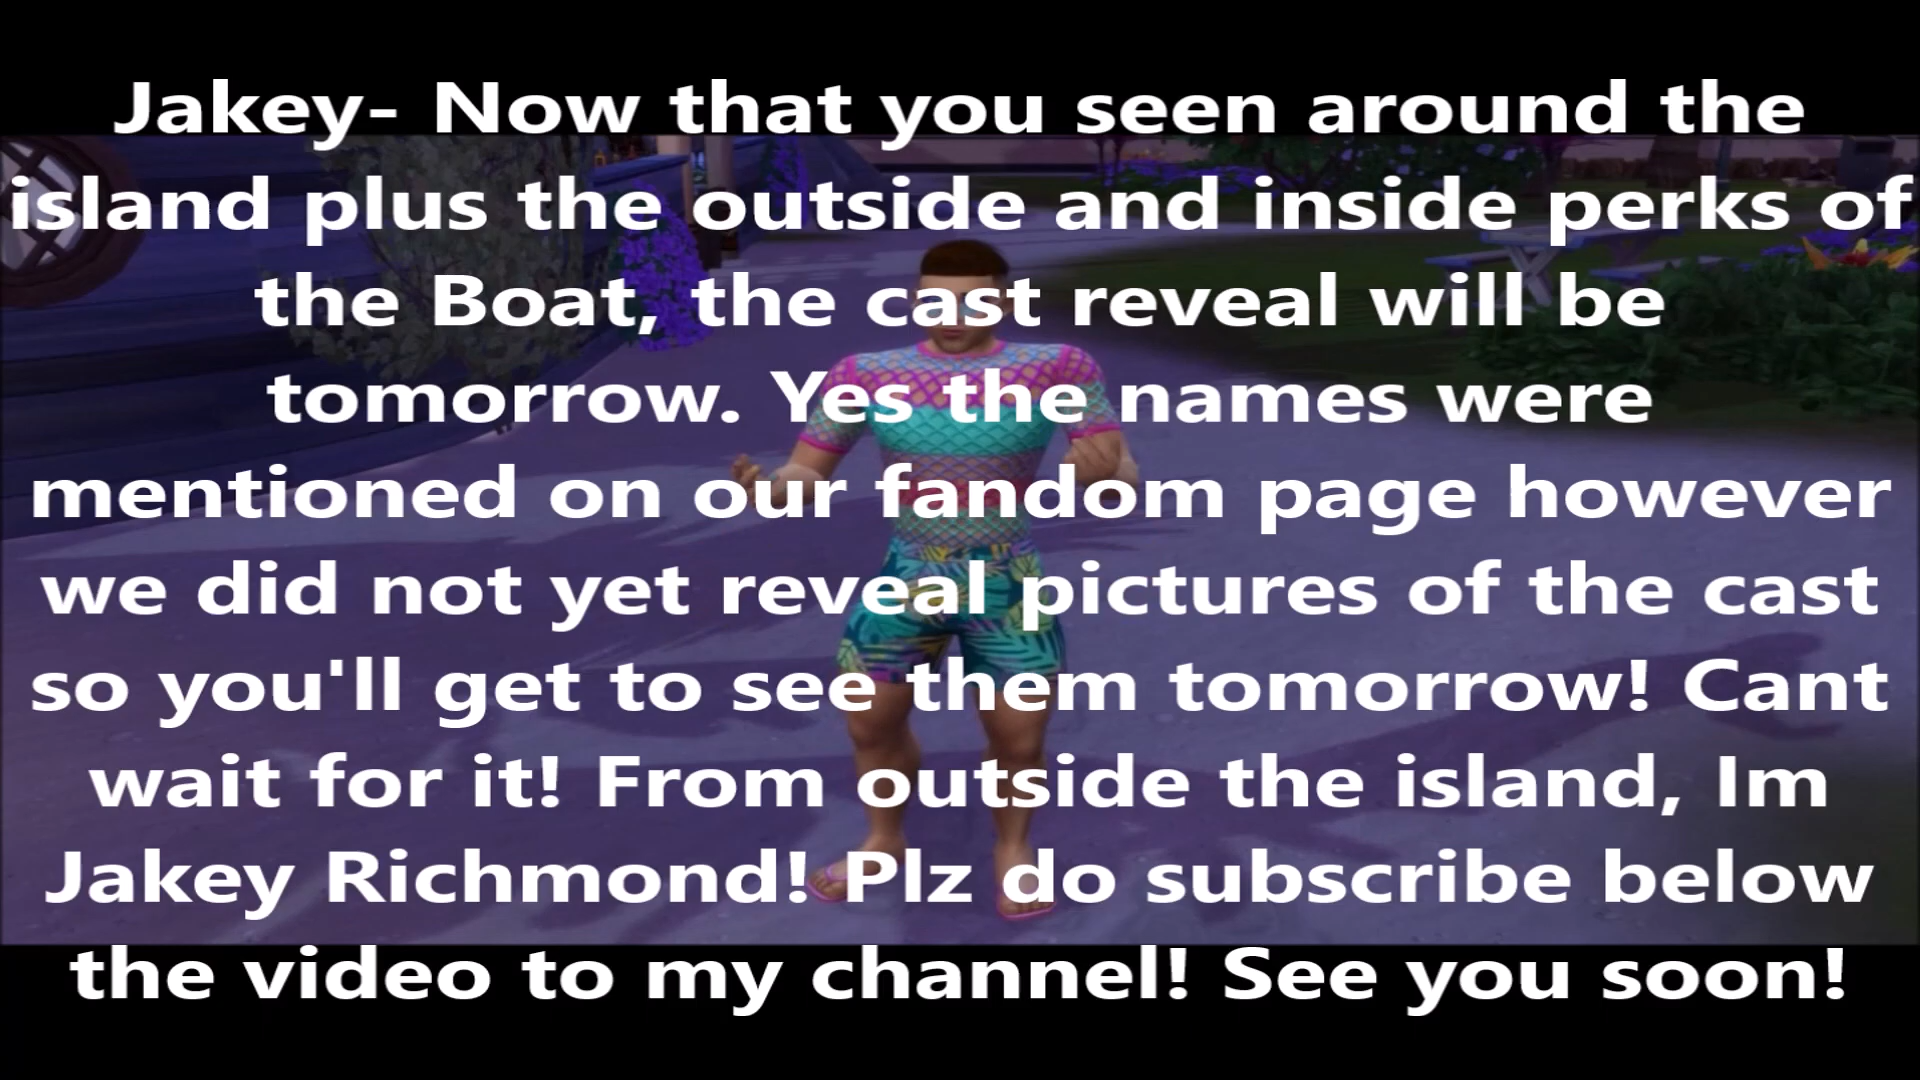 Jakey- Now that you seen around the
island plus the outside and inside perks of
the Boat, the cast reveal will be
tomorrow. Yes the names were
mentioned on our fandom page however
we did not yet reveal pictures of the cast
so you'll get to see them tomorrow! Cant
wait for it! From outside the island, Im
Jakey Richmond! Plz do subscribe below
the video to my channel! See you soon!